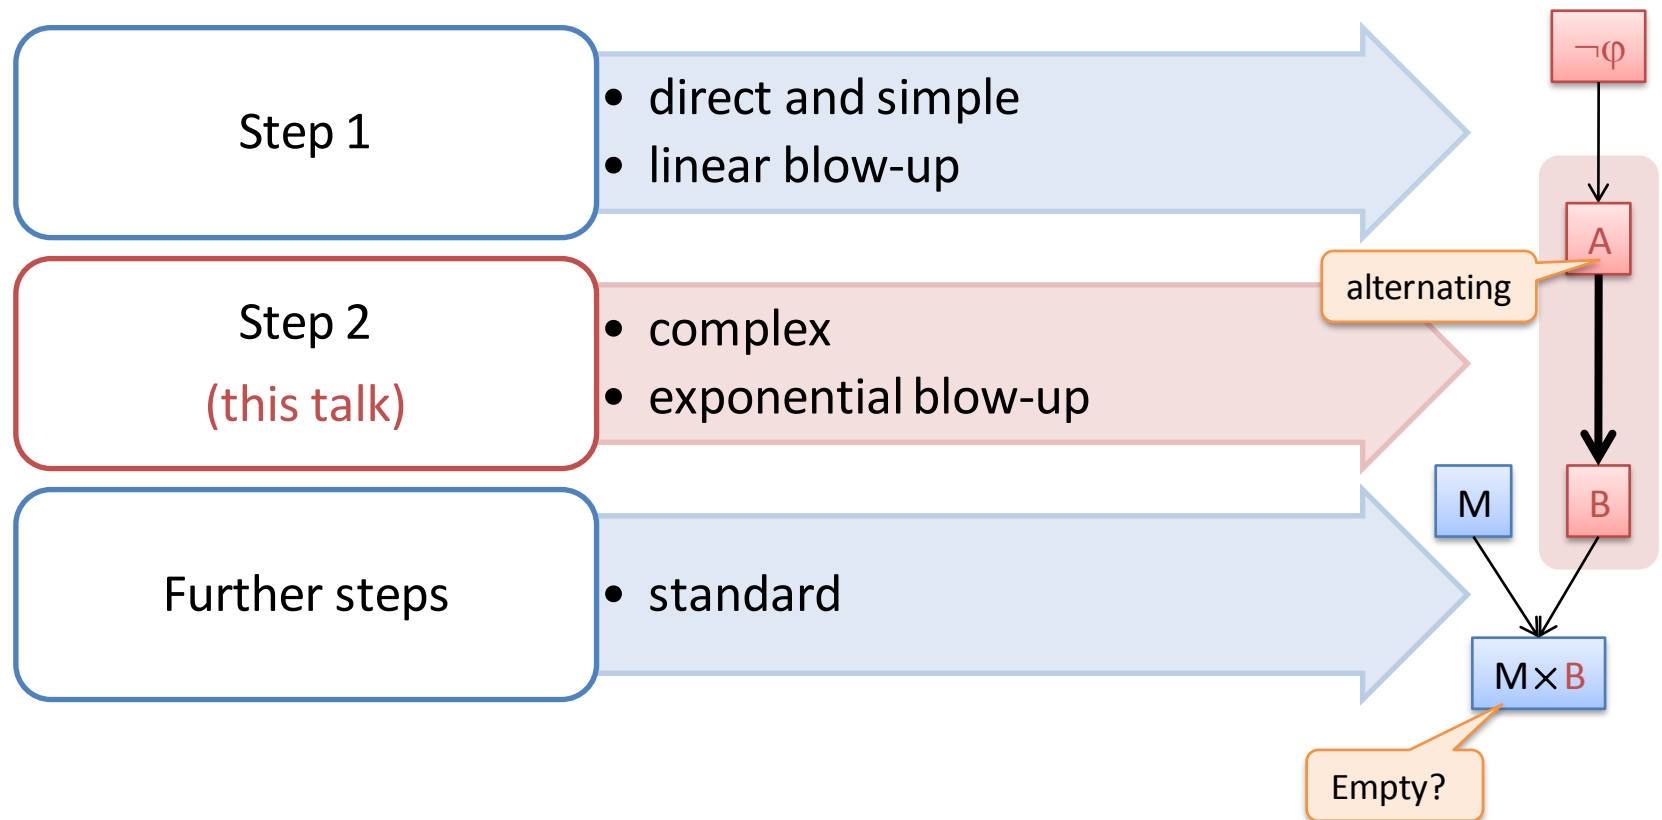 Step 1
• direct and simple
• linear blow-up
Step 2
(this talk)
• complex
• exponential blow-up
Further steps
• standard
¬φ
A
alternating
M
B
M×B
Empty?